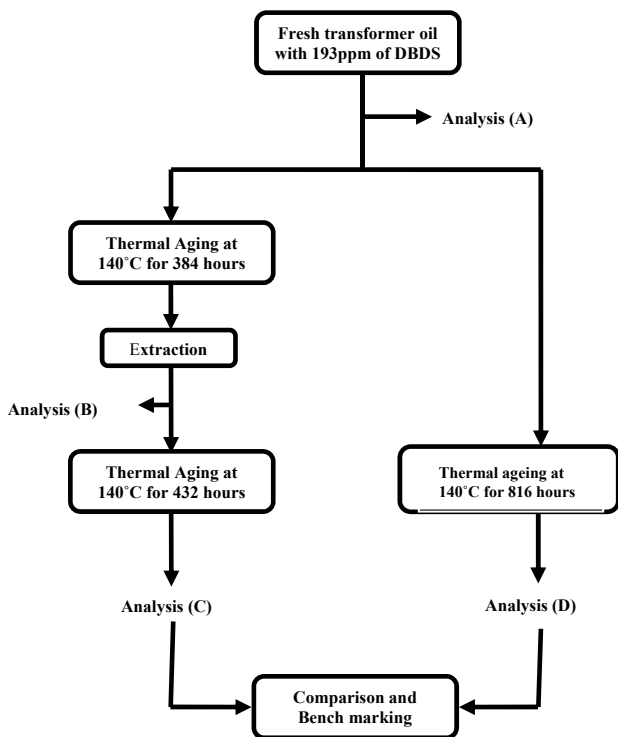 Fresh transformer oil
with 193ppm of DBDS
Analysis (A)
Thermal Aging at
140˚C for 384 hours
Extraction
Analysis (B)
Thermal Aging at
140˚C for 432 hours
Thermal ageing at
140˚C for 816 hours
Analysis (C)
Analysis (D)
Comparison and
Bench marking